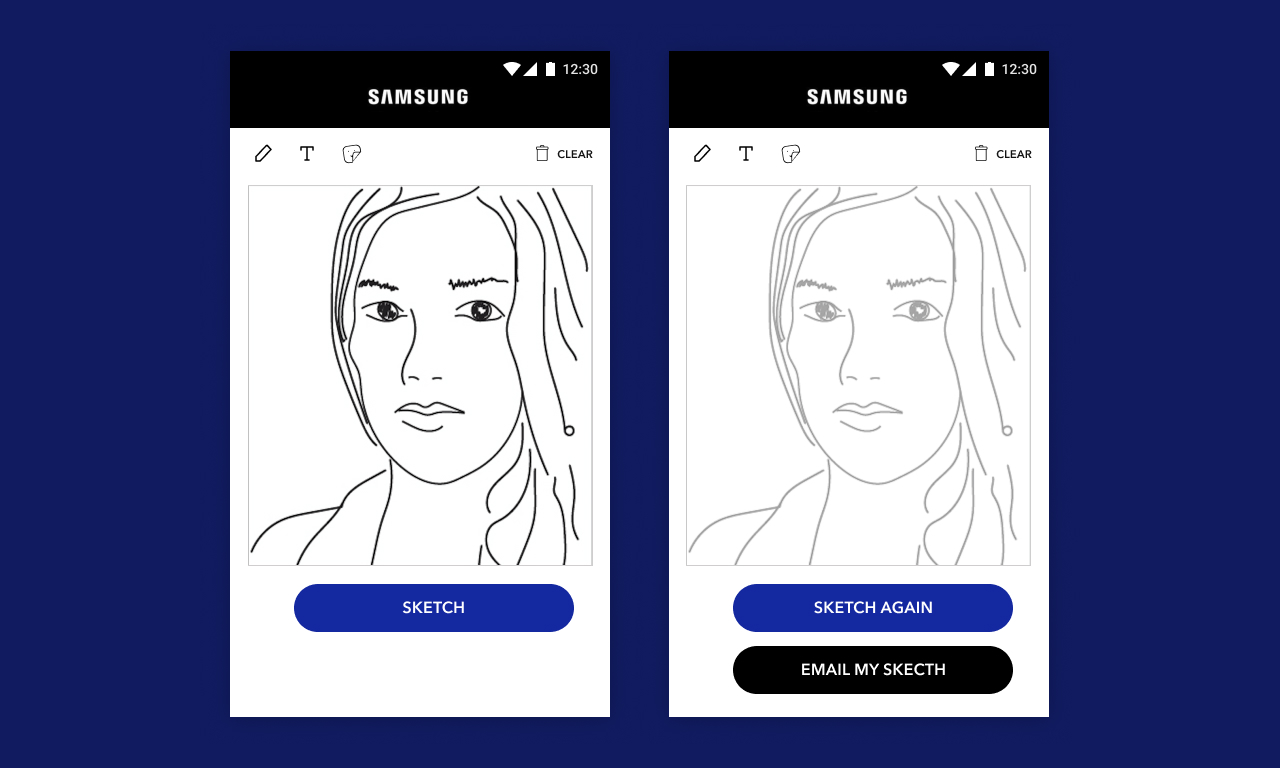 12:30
SAMSUNG
T
CLEAR
SKETCH
12:30
SAMSUNG
T
CLEAR
SKETCH AGAIN
EMAIL MY SKECTH